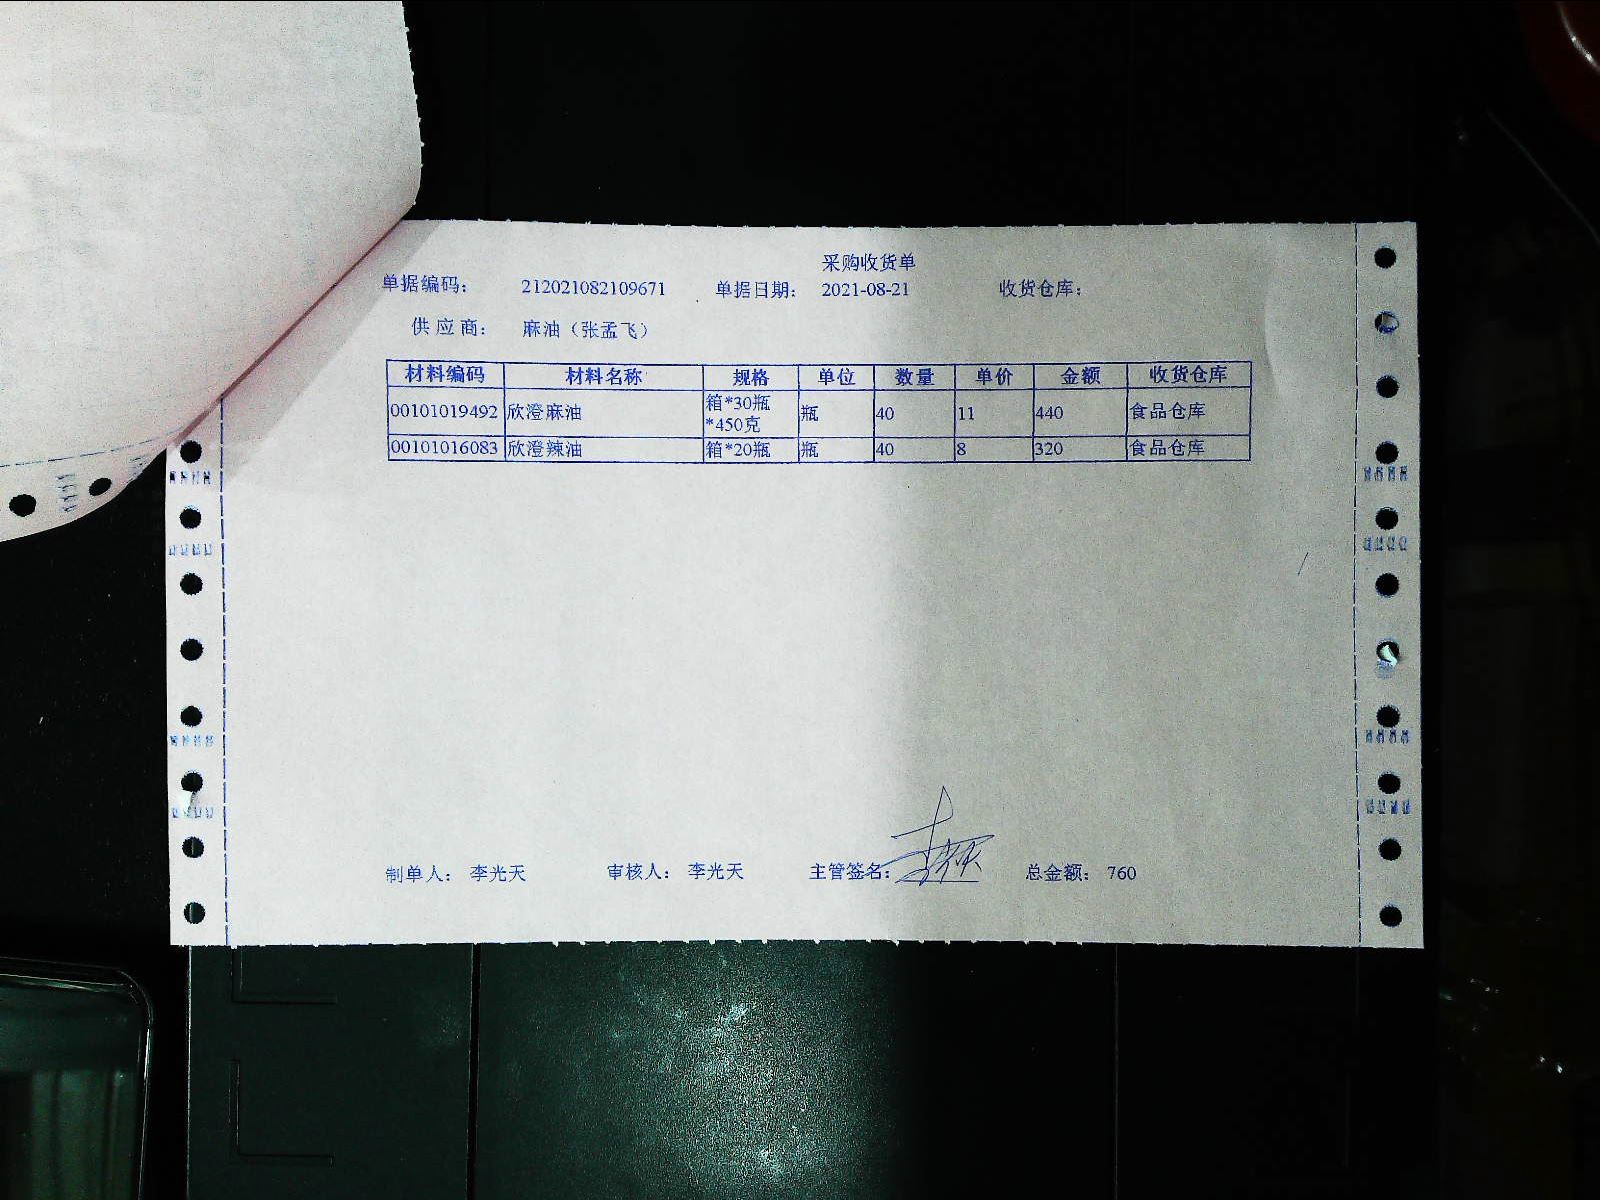 采购收货单
单据编码： 212021082109671 单据日期： 2021-08-21 收货仓库：
供 应 商： 麻油（张孟飞）
材料编码 材料名称 规格 单位 数量 单价 金额 收货仓库
00101019492 欣澄麻油 箱*30瓶*450克 瓶 40 11 440 食品仓库
00101016083 欣澄辣油 箱*20瓶 瓶 40 8 320 食品仓库
制单人： 李光天 审核人： 李光天 主管签名： 总金额： 760